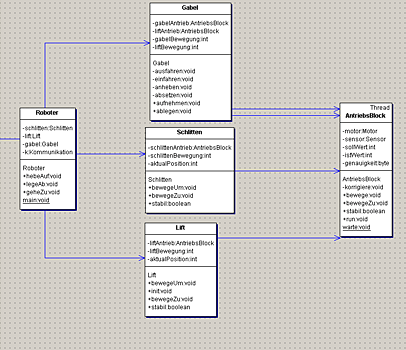 Gabel
-gabelAntrieb:AntriebsBlock
-liftAntrieb:AntriebsBlock
-gabelBewegung:int
-liftBewegung:int
Gabel
-ausfahren:void
-einfahren:void
-anheben:void
-absetzen:void
+aufnehmen:void
+ablegen:void
Roboter
-schlitten:Schlitten
-lift:Lift
-gabel:Gabel
-k:Kommunikation
Roboter
+hebeAuf:void
+legeAb:void
+geheZu:void
main:void
Schlitten
-schlittenAntrieb:AntriebsBlock
-schlittenBewegung:int
-aktualPosition:int
Schlitten
+bewegeUm:void
+bewegeZu:void
+stabil:boolean
Thread
AntriebsBlock
-motor:Motor
-sensor:Sensor
-sollWert:int
-istWert:int
-genauigkeit:byte
AntriebsBlock
-korrigiere:void
+bewege:void
+bewegeZu:void
+stabil:boolean
+run:void
warte:void
Lift
-liftAntrieb:AntriebsBlock
-liftBewegung:int
-aktualPosition:int
Lift
+bewegeUm:void
+init:void
+bewegeZu:void
+stabil:boolean